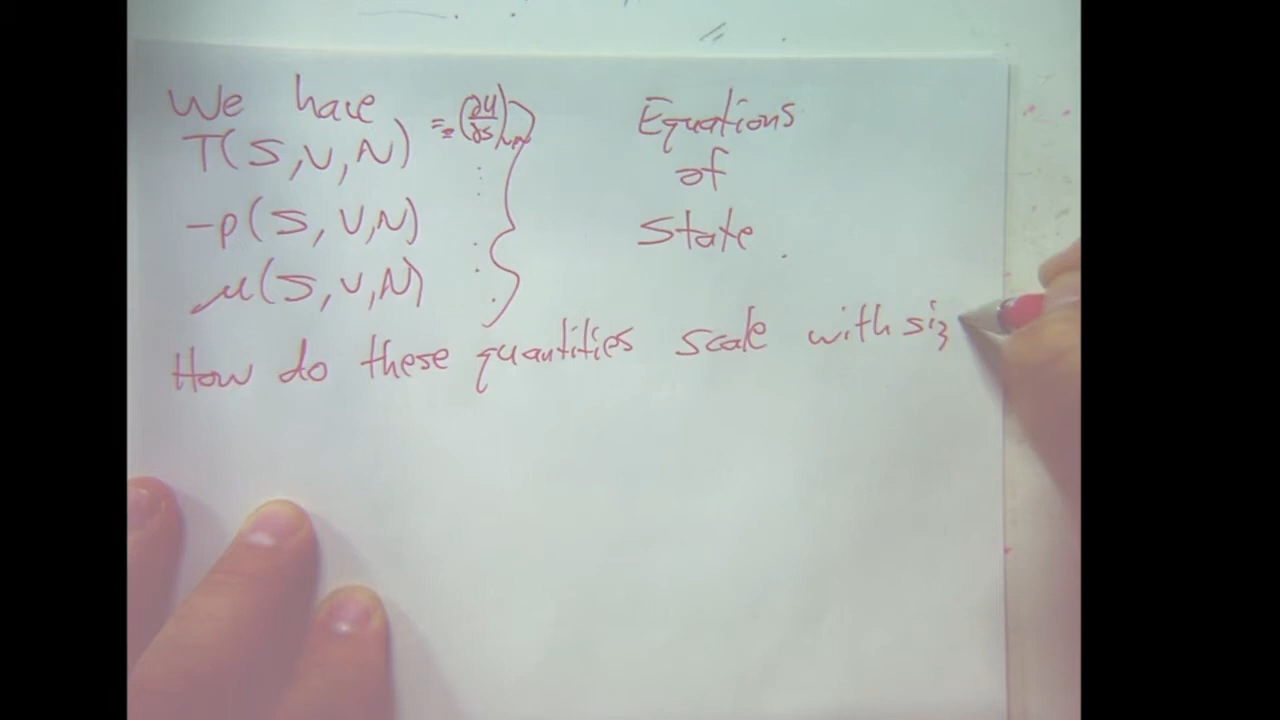 We have
T(S,V,N) = (∂U/∂S)V,N
-p(S,V,N)
μ(S,V,N)
Equations
of
State
How do these quantities scale with siz